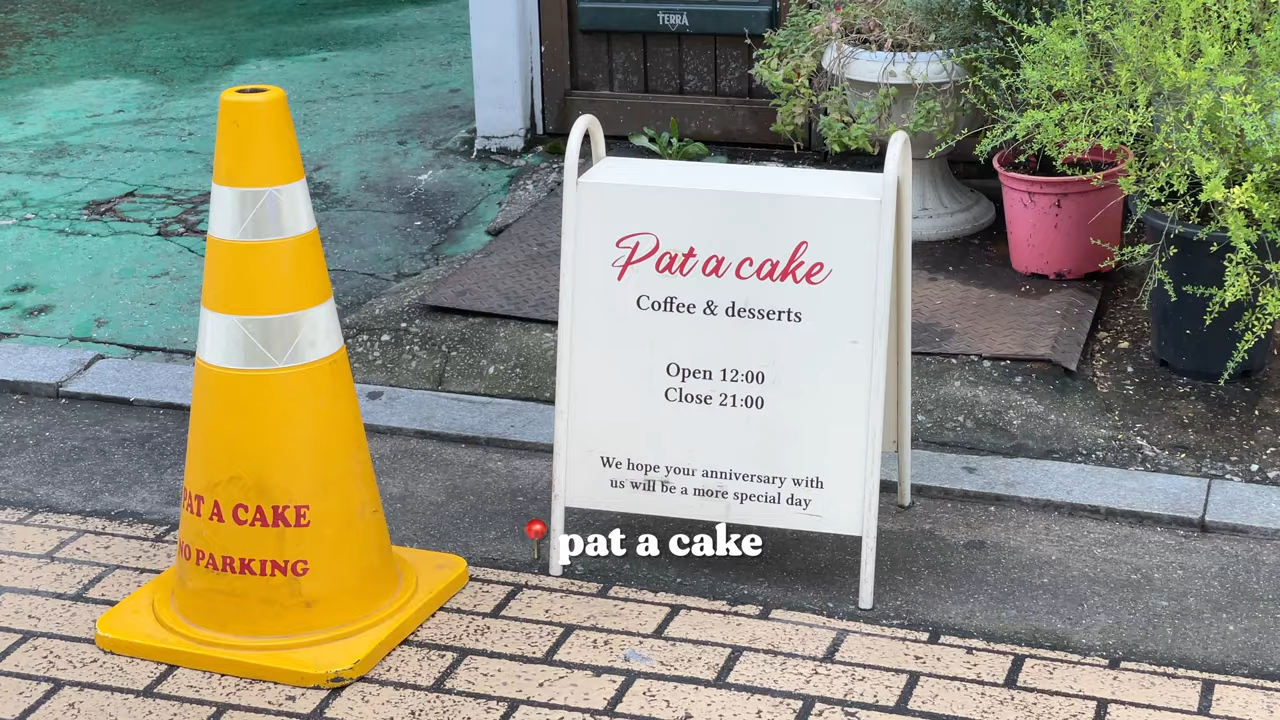 TERRA
Pat a cake
Coffee & desserts
Open 12:00
Close 21:00
We hope your anniversary with
us will be a more special day
PAT A CAKE
NO PARKING
pat a cake